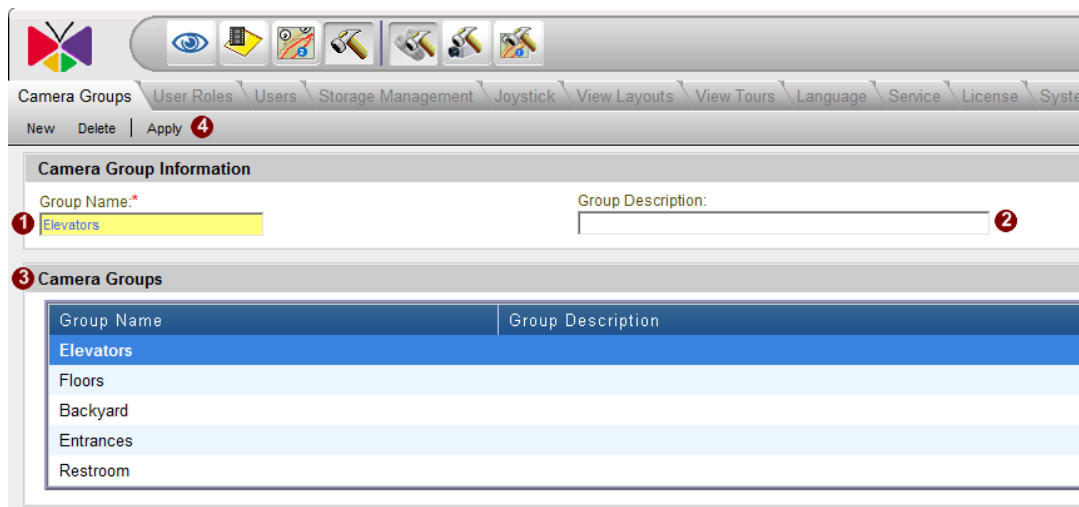 Camera Groups User Roles Users Storage Management Joystick View Layouts View Tours Language Service License Syste
New Delete | Apply 4
Camera Group Information
Group Name:* Group Description:
1 Elevators 2
3 Camera Groups
Group Name Group Description
Elevators
Floors
Backyard
Entrances
Restroom